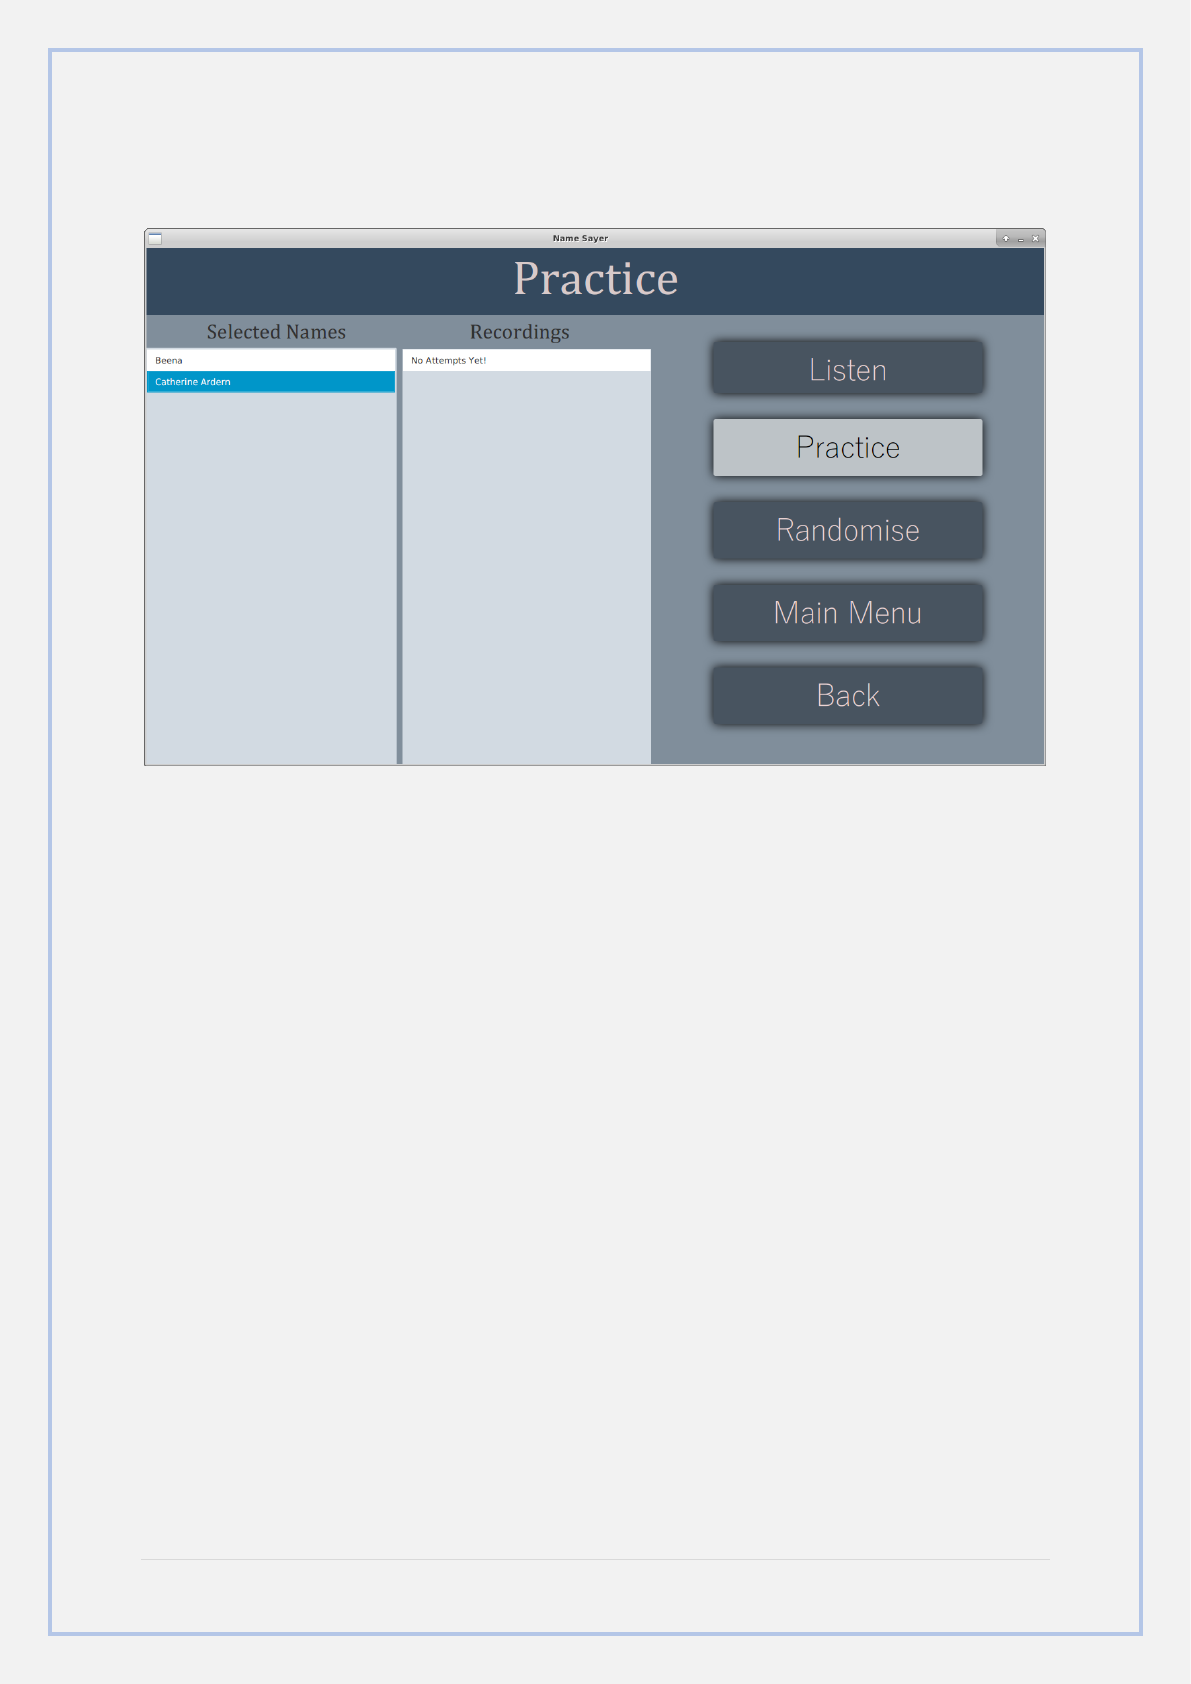 Name Sayer
Practice
Selected Names
Recordings
Beena
Catherine Ardern
No Attempts Yet!
Listen
Practice
Randomise
Main Menu
Back